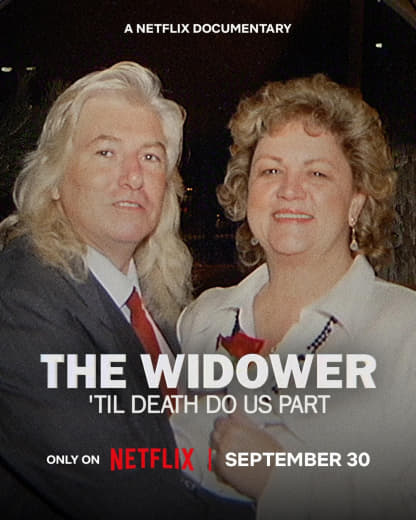 A NETFLIX DOCUMENTARY
THE WIDOWER
'TIL DEATH DO US PART
ONLY ON NETFLIX | SEPTEMBER 30